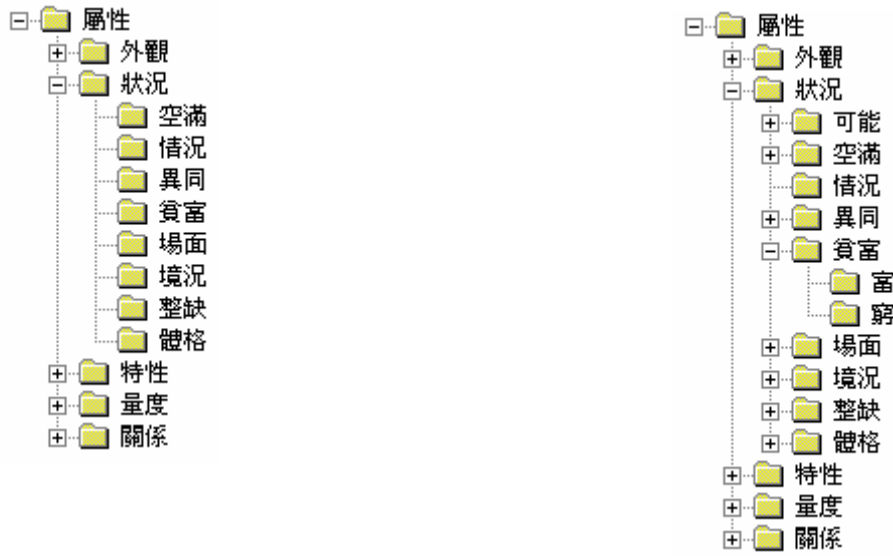 屬性
外觀
狀況
空滿
情況
異同
貧富
場面
境況
整缺
體格
特性
量度
關係
屬性
外觀
狀況
可能
空滿
情況
異同
貧富
富
窮
場面
境況
整缺
體格
特性
量度
關係